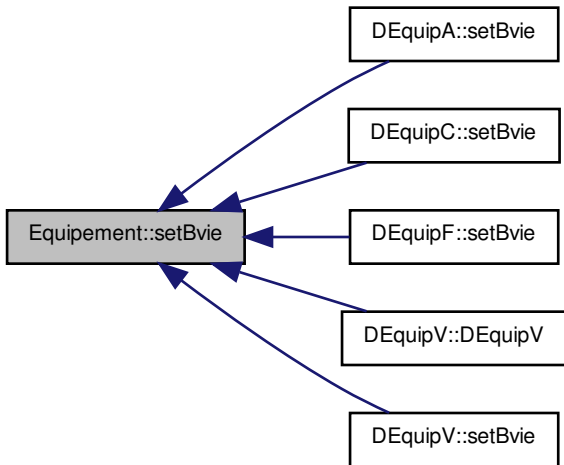 DEquipA::setBvie
DEquipC::setBvie
Equipement::setBvie
DEquipF::setBvie
DEquipV::DEquipV
DEquipV::setBvie